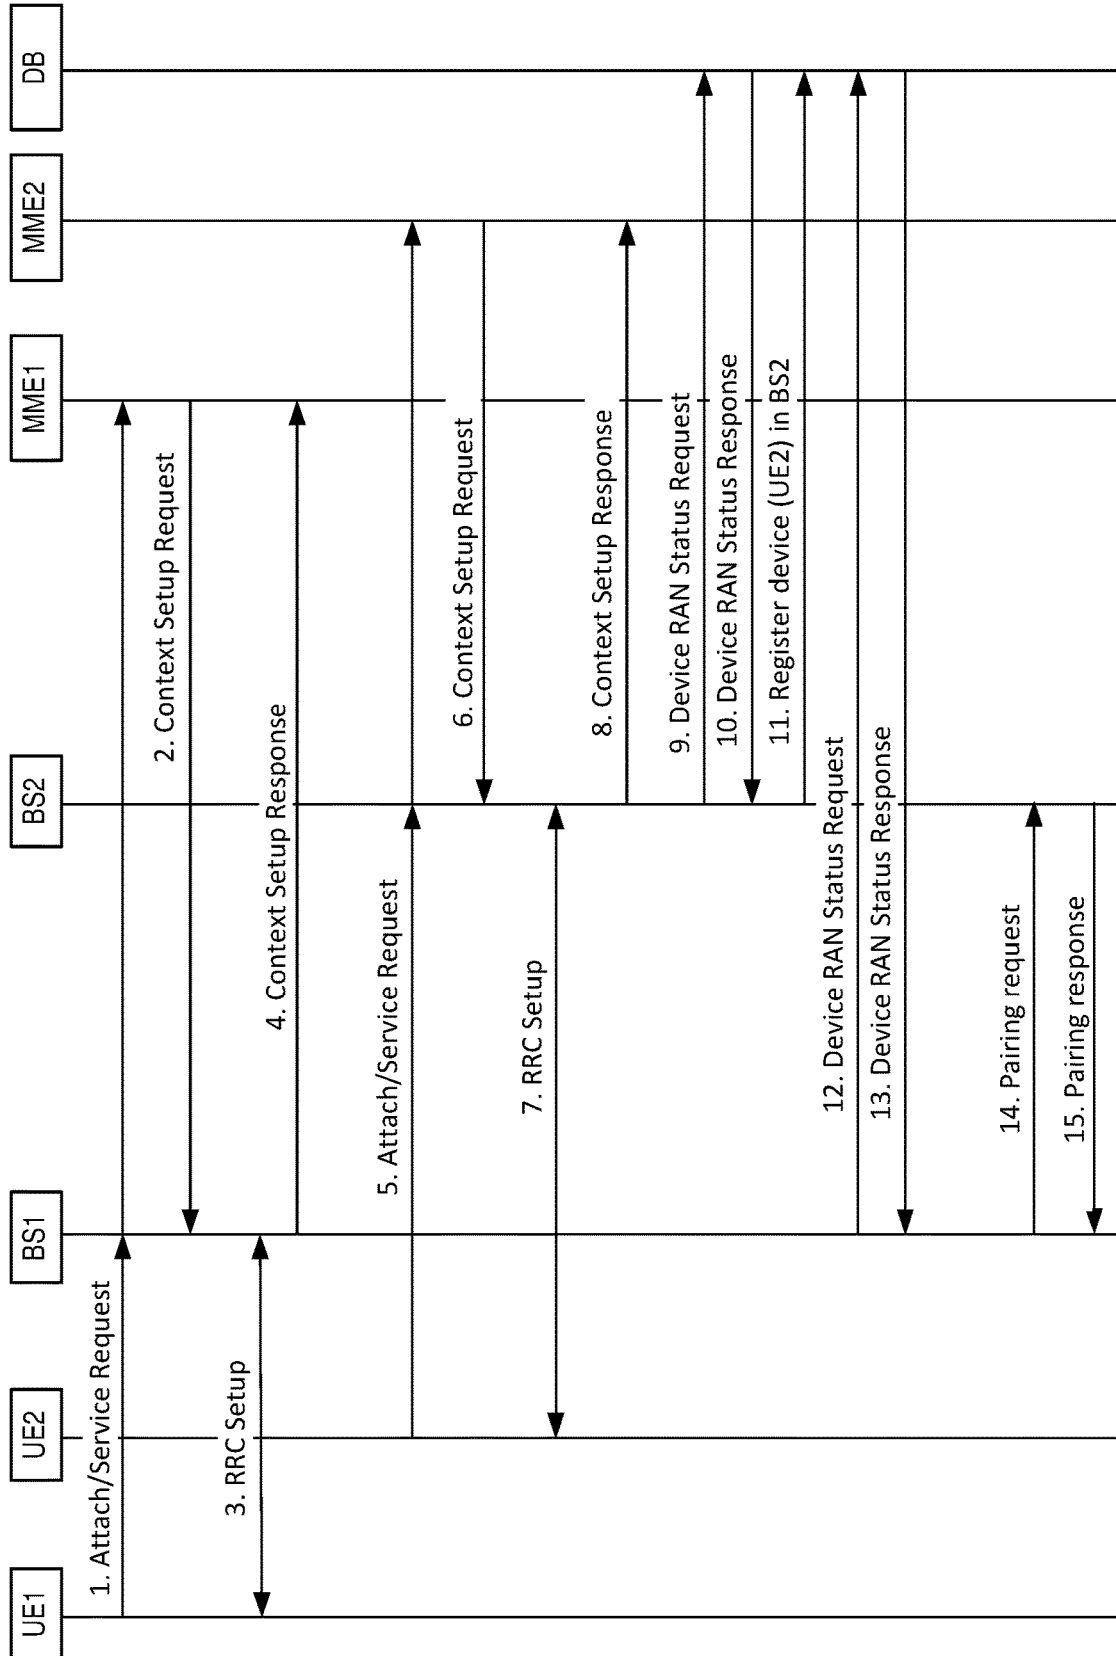 UE1
UE2
BS1
BS2
MME1
MME2
DB
1. Attach/Service Request
2. Context Setup Request
3. RRC Setup
4. Context Setup Response
5. Attach/Service Request
6. Context Setup Request
7. RRC Setup
8. Context Setup Response
9. Device RAN Status Request
10. Device RAN Status Response
11. Register device (UE2) in BS2
12. Device RAN Status Request
13. Device RAN Status Response
14. Pairing request
15. Pairing response